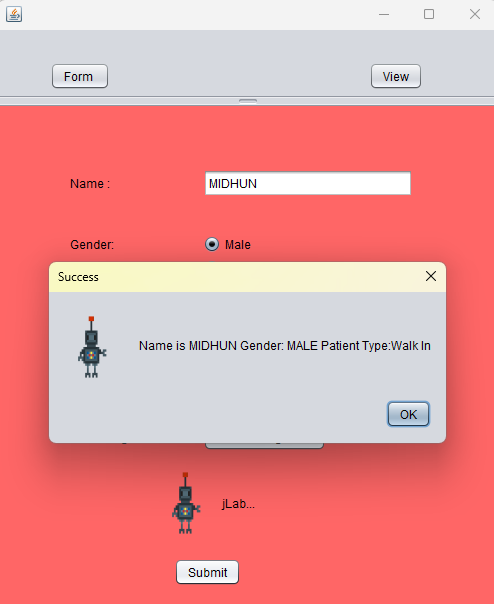 Form
View
Name :
MIDHUN
Gender:
Male
Success
Name is MIDHUN Gender: MALE Patient Type:Walk In
OK
jLab...
Submit